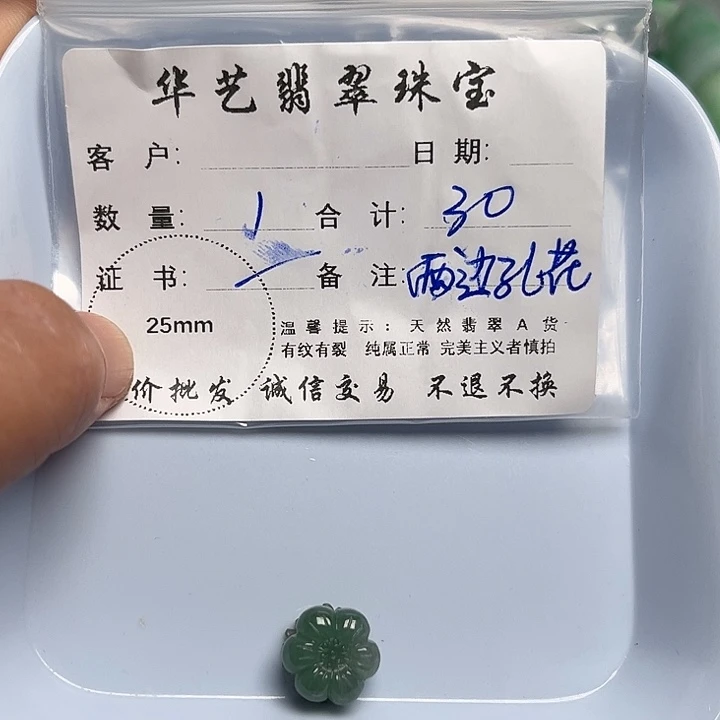 华艺翡翠珠宝
客 户: 日 期:
数 量: 1 合 计: 30
证 书: 备 注: 两边孔花
25mm
温馨提示: 天然翡翠A货
有纹有裂 纯属正常 完美主义者慎拍
价批发 诚信交易 不退不换